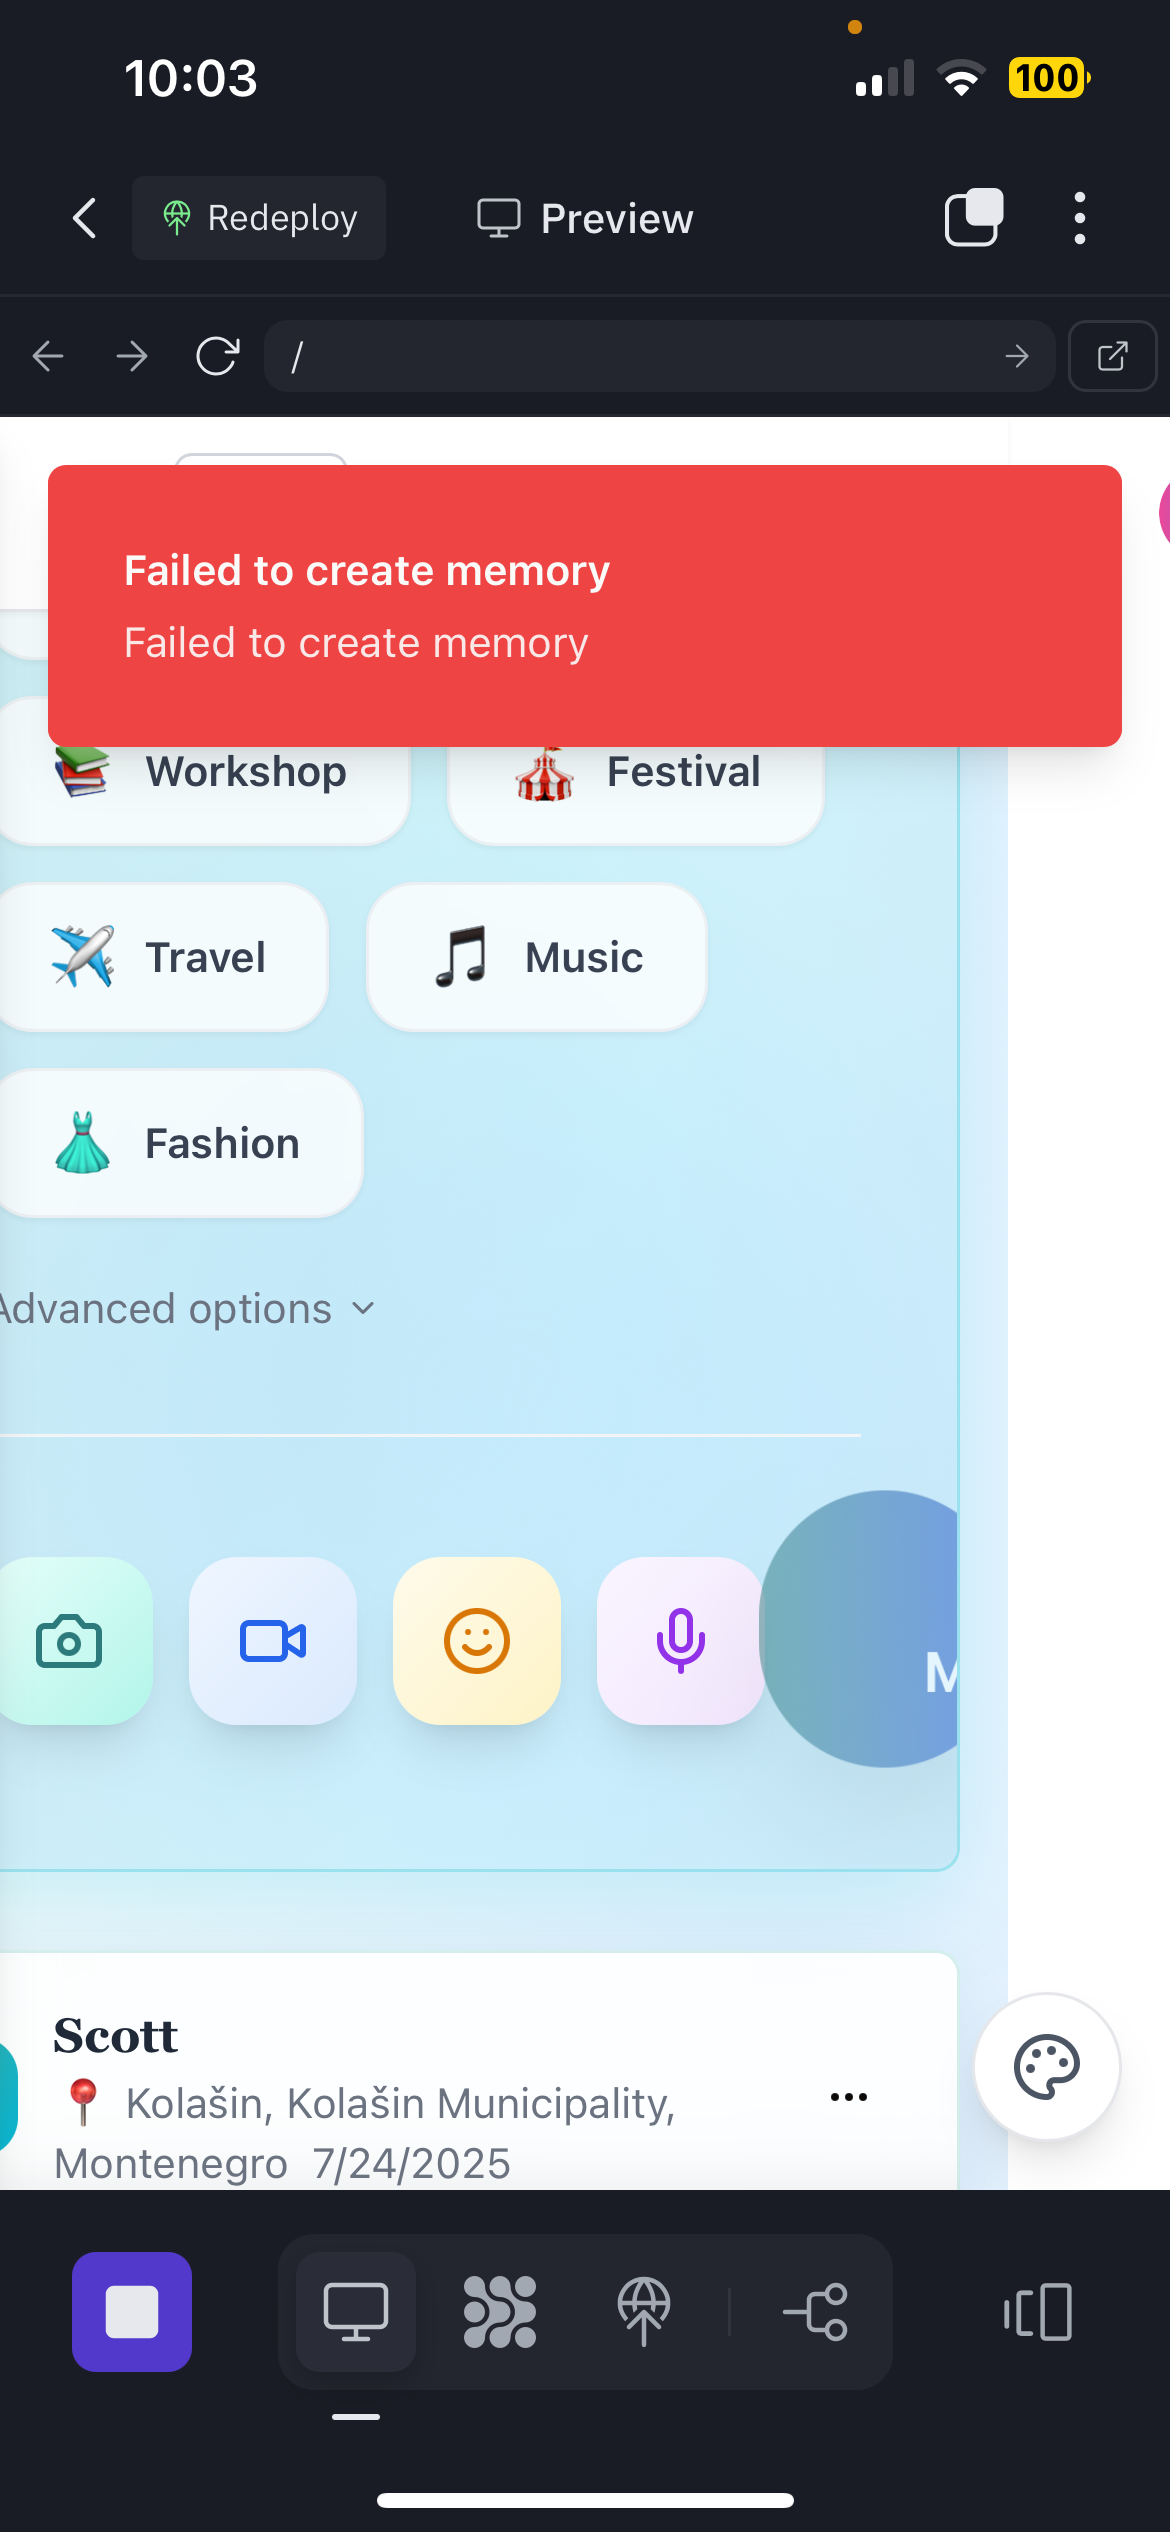 10:03
100
Redeploy
Preview
/
Failed to create memory
Failed to create memory
Workshop
Festival
Travel
Music
Fashion
Advanced options
M
Scott
Kolašin, Kolašin Municipality,
Montenegro 7/24/2025